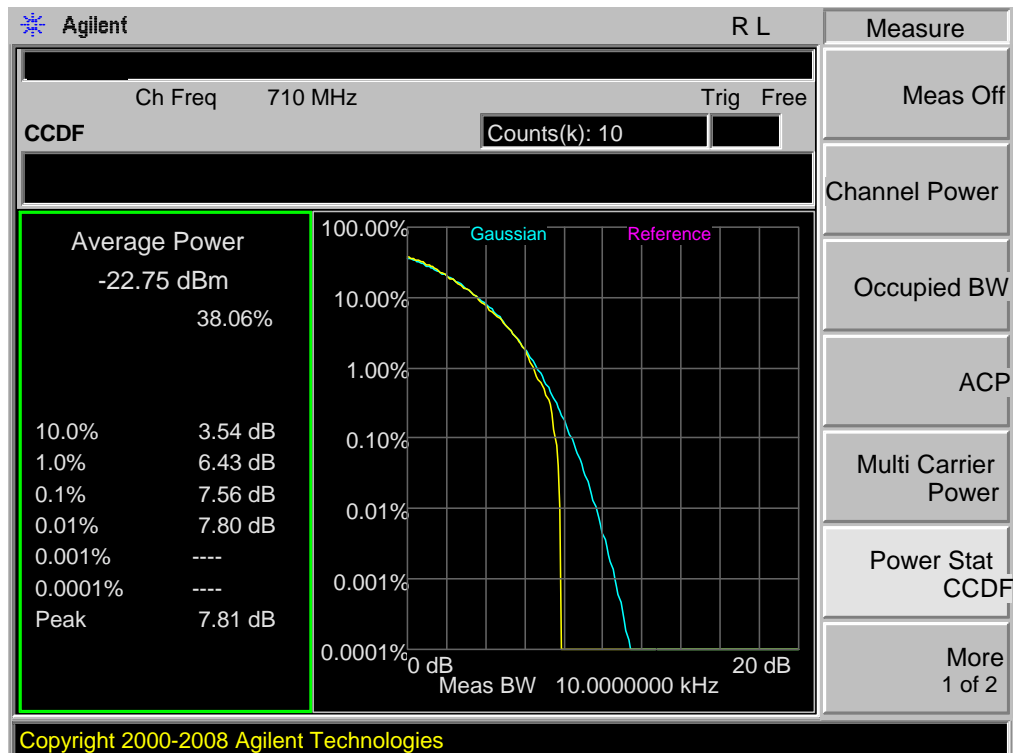 Agilent
R L
Measure
Ch Freq 710 MHz
Trig Free
CCDF
Counts(k): 10
Average Power
-22.75 dBm
38.06%
10.0% 3.54 dB
1.0% 6.43 dB
0.1% 7.56 dB
0.01% 7.80 dB
0.001% ----
0.0001% ----
Peak 7.81 dB
Gaussian
Reference
100.00%
10.00%
1.00%
0.10%
0.01%
0.001%
0.0001%
0 dB
20 dB
Meas BW 10.0000000 kHz
Meas Off
Channel Power
Occupied BW
ACP
Multi Carrier
Power
Power Stat
CCDF
More
1 of 2
Copyright 2000-2008 Agilent Technologies